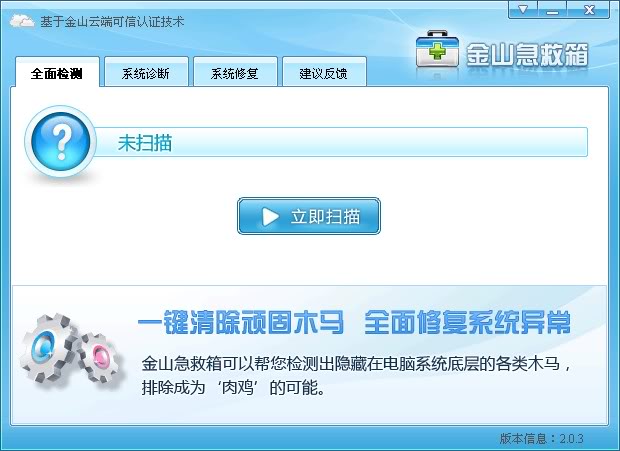 基于金山云端可信认证技术
金山急救箱
全面检测 系统诊断 系统修复 建议反馈
未扫描
立即扫描
一键清除顽固木马 全面修复系统异常
金山急救箱可以帮您检测出隐藏在电脑系统底层的各类木马，
排除成为‘肉鸡’的可能。
版本信息：2.0.3